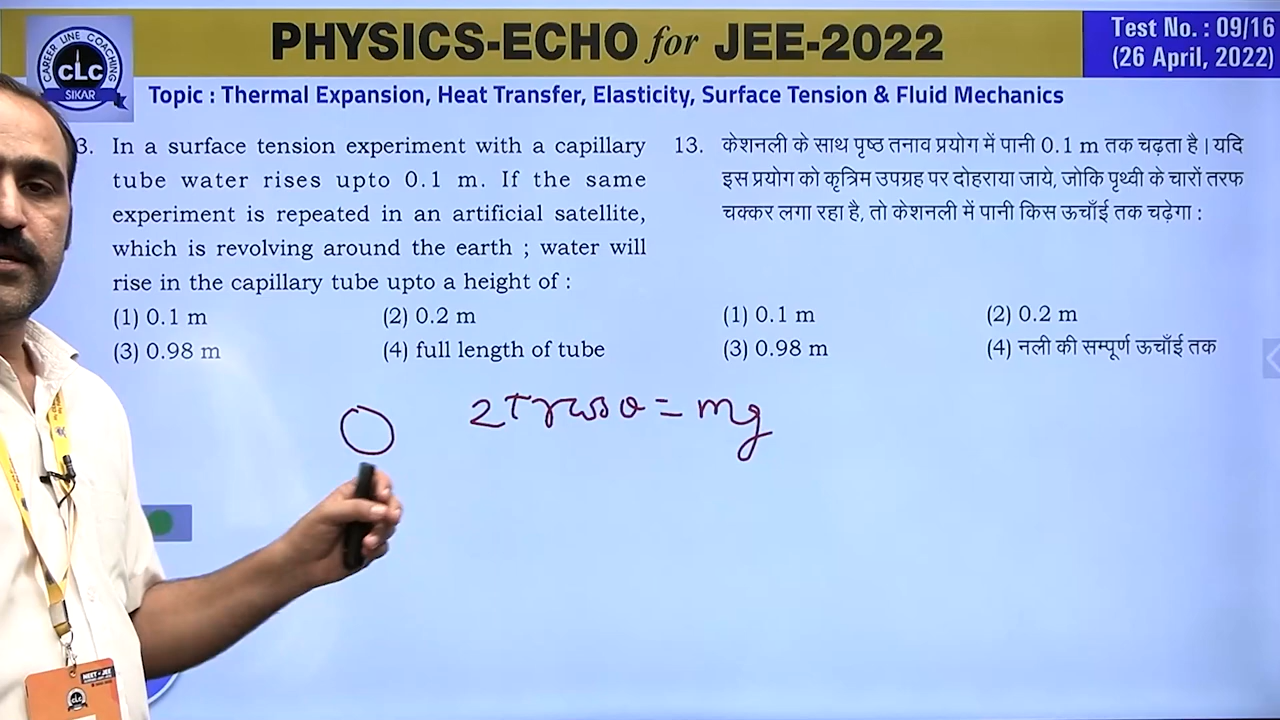 PHYSICS-ECHO for JEE-2022
Test No. : 09/16
(26 April, 2022)
CAREER LINE COACHING
CLC
SIKAR
Topic : Thermal Expansion, Heat Transfer, Elasticity, Surface Tension & Fluid Mechanics
3. In a surface tension experiment with a capillary
tube water rises upto 0.1 m. If the same
experiment is repeated in an artificial satellite,
which is revolving around the earth ; water will
rise in the capillary tube upto a height of :
(1) 0.1 m (2) 0.2 m
(3) 0.98 m (4) full length of tube
13. केशनली के साथ पृष्ठ तनाव प्रयोग में पानी 0.1 m तक चढ़ता है। यदि
इस प्रयोग को कृत्रिम उपग्रह पर दोहराया जाये, जोकि पृथ्वी के चारों तरफ
चक्कर लगा रहा है, तो केशनली में पानी किस ऊचाँई तक चढ़ेगा :
(1) 0.1 m (2) 0.2 m
(3) 0.98 m (4) नली की सम्पूर्ण ऊचाँई तक
2Trcosθ = mg
NEET - JEE
CLC